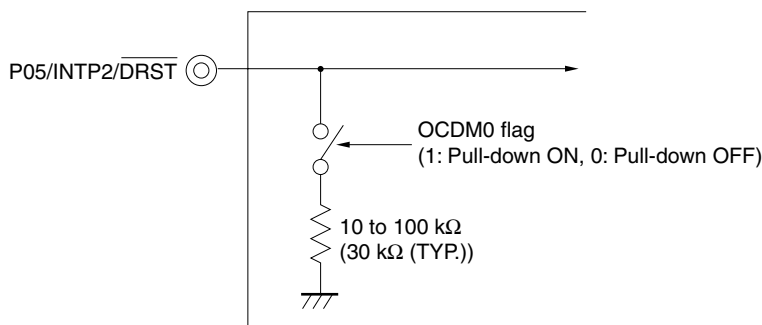 P05/INTP2/D̅R̅S̅T̅
OCDM0 flag
(1: Pull-down ON, 0: Pull-down OFF)
10 to 100 kΩ
(30 kΩ (TYP.))